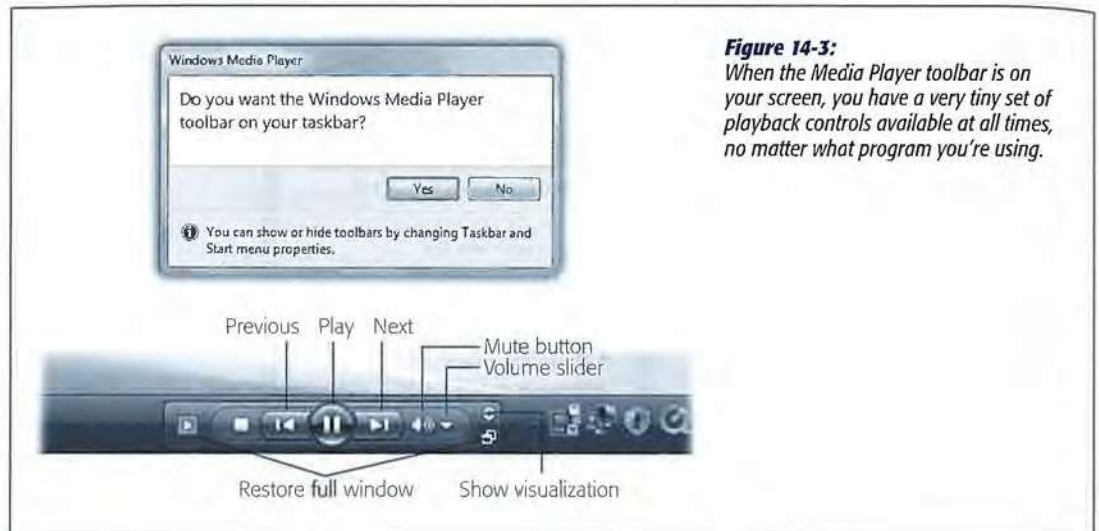 Figure 14-3:
When the Media Player toolbar is on
your screen, you have a very tiny set of
playback controls available at all times,
no matter what program you're using.
Windows Media Player
Do you want the Windows Media Player
toolbar on your taskbar?
Yes
No
You can show or hide toolbars by changing Taskbar and
Start menu properties.
Previous Play Next
Mute button
Volume slider
Restore full window
Show visualization